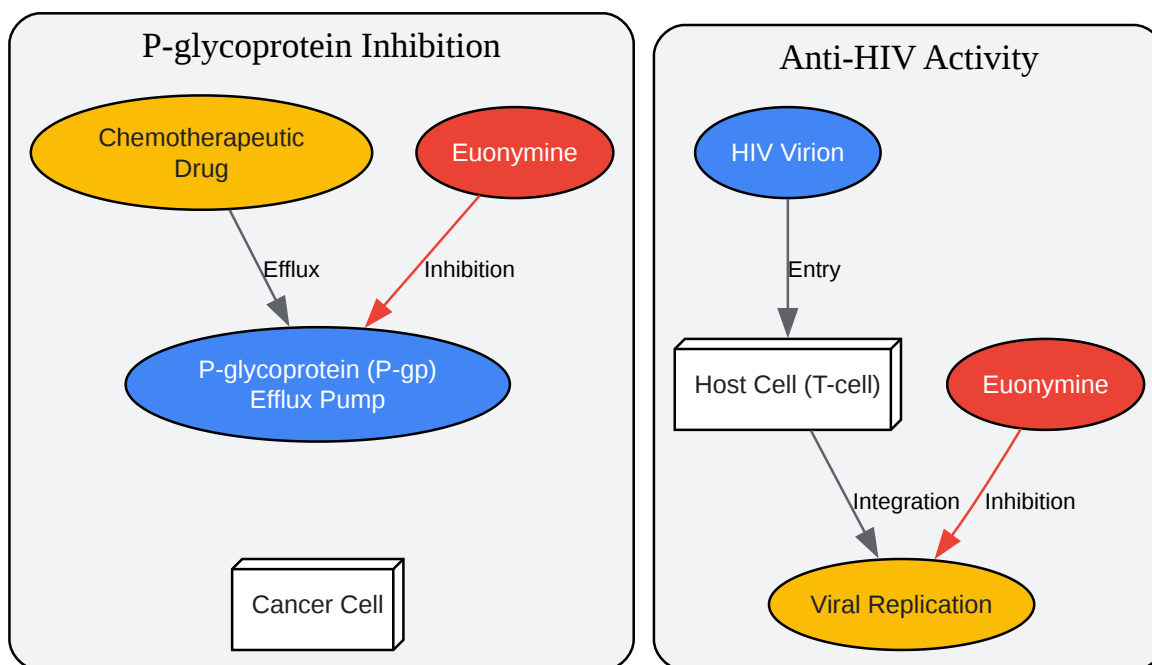 P-glycoprotein Inhibition
Chemotherapeutic
Drug
Euonymine
Efflux
Inhibition
P-glycoprotein (P-gp)
Efflux Pump
Cancer Cell
Anti-HIV Activity
HIV Virion
Entry
Host Cell (T-cell)
Euonymine
Integration
Inhibition
Viral Replication